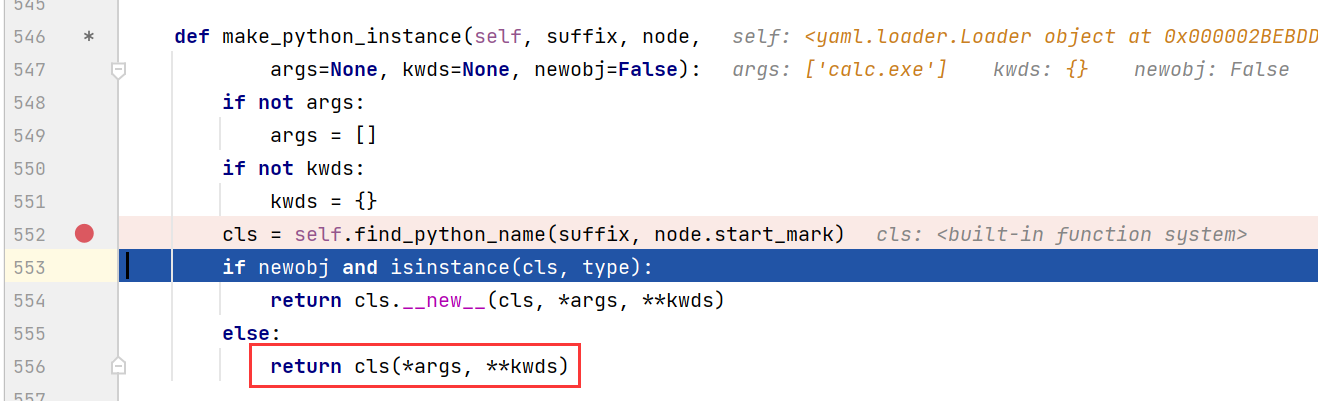 545
546 * def make_python_instance(self, suffix, node, self: <yaml.loader.Loader object at 0x000002BEBDD
547 args=None, kwds=None, newobj=False): args: ['calc.exe'] kwds: {} newobj: False
548 if not args:
549 args = []
550 if not kwds:
551 kwds = {}
552 cls = self.find_python_name(suffix, node.start_mark) cls: <built-in function system>
553 if newobj and isinstance(cls, type):
554 return cls.__new__(cls, *args, **kwds)
555 else:
556 return cls(*args, **kwds)
557